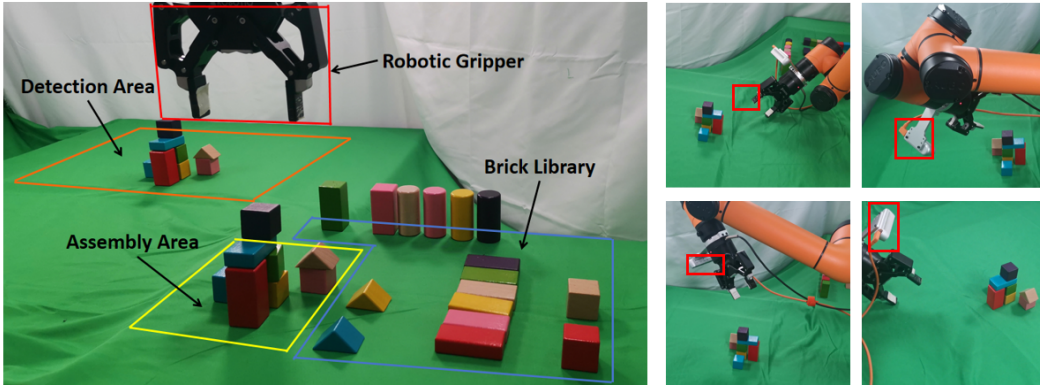 Robotic Gripper
Detection Area
Brick Library
Assembly Area